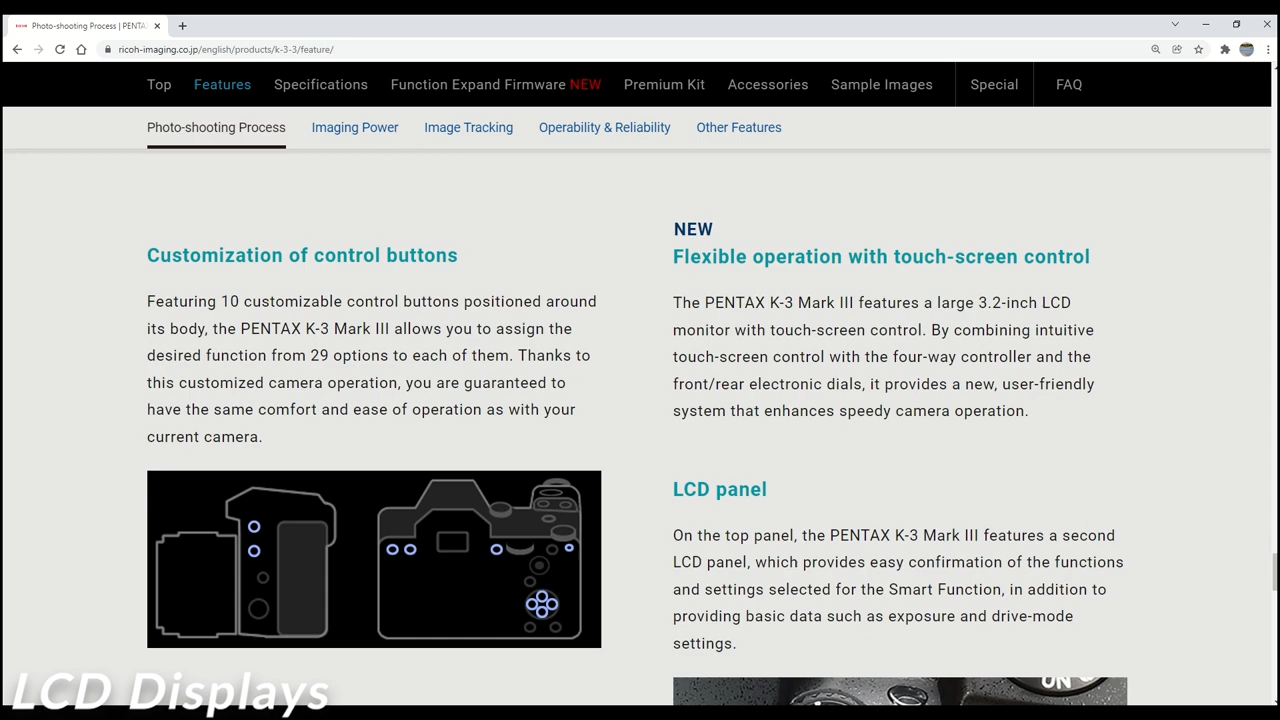 Photo-shooting Process | PENTA
ricoh-imaging.co.jp/english/products/k-3-3/feature/
Top Features Specifications Function Expand Firmware NEW Premium Kit Accessories Sample Images Special FAQ
Photo-shooting Process Imaging Power Image Tracking Operability & Reliability Other Features
Customization of control buttons
Featuring 10 customizable control buttons positioned around
its body, the PENTAX K-3 Mark III allows you to assign the
desired function from 29 options to each of them. Thanks to
this customized camera operation, you are guaranteed to
have the same comfort and ease of operation as with your
current camera.
NEW
Flexible operation with touch-screen control
The PENTAX K-3 Mark III features a large 3.2-inch LCD
monitor with touch-screen control. By combining intuitive
touch-screen control with the four-way controller and the
front/rear electronic dials, it provides a new, user-friendly
system that enhances speedy camera operation.
LCD panel
On the top panel, the PENTAX K-3 Mark III features a second
LCD panel, which provides easy confirmation of the functions
and settings selected for the Smart Function, in addition to
providing basic data such as exposure and drive-mode
settings.
ON
LCD Displays